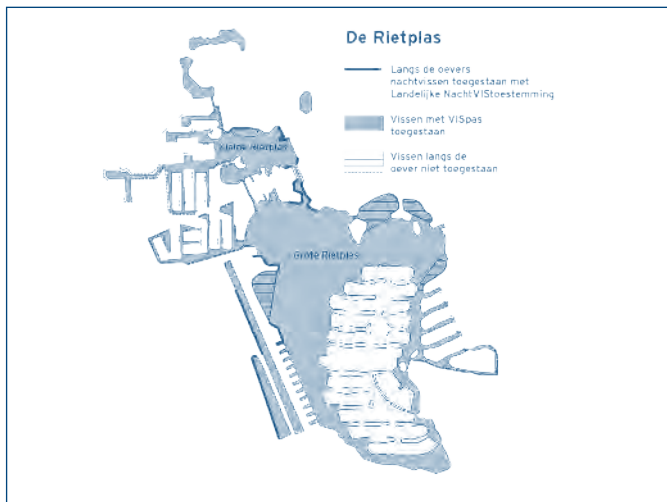 De Rietplas
Langs de oevers
nachtvissen toegestaan met
Landelijke NachtVIStoestemming
Vissen met VISpas
toegestaan
Vissen langs de
oever niet toegestaan
Kleine Rietplas
Grote Rietplas